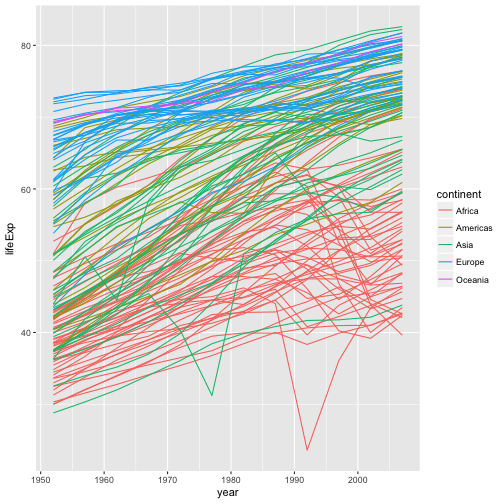 80
60
40
lifeExp
1950
1960
1970
1980
1990
2000
year
continent
Africa
Americas
Asia
Europe
Oceania